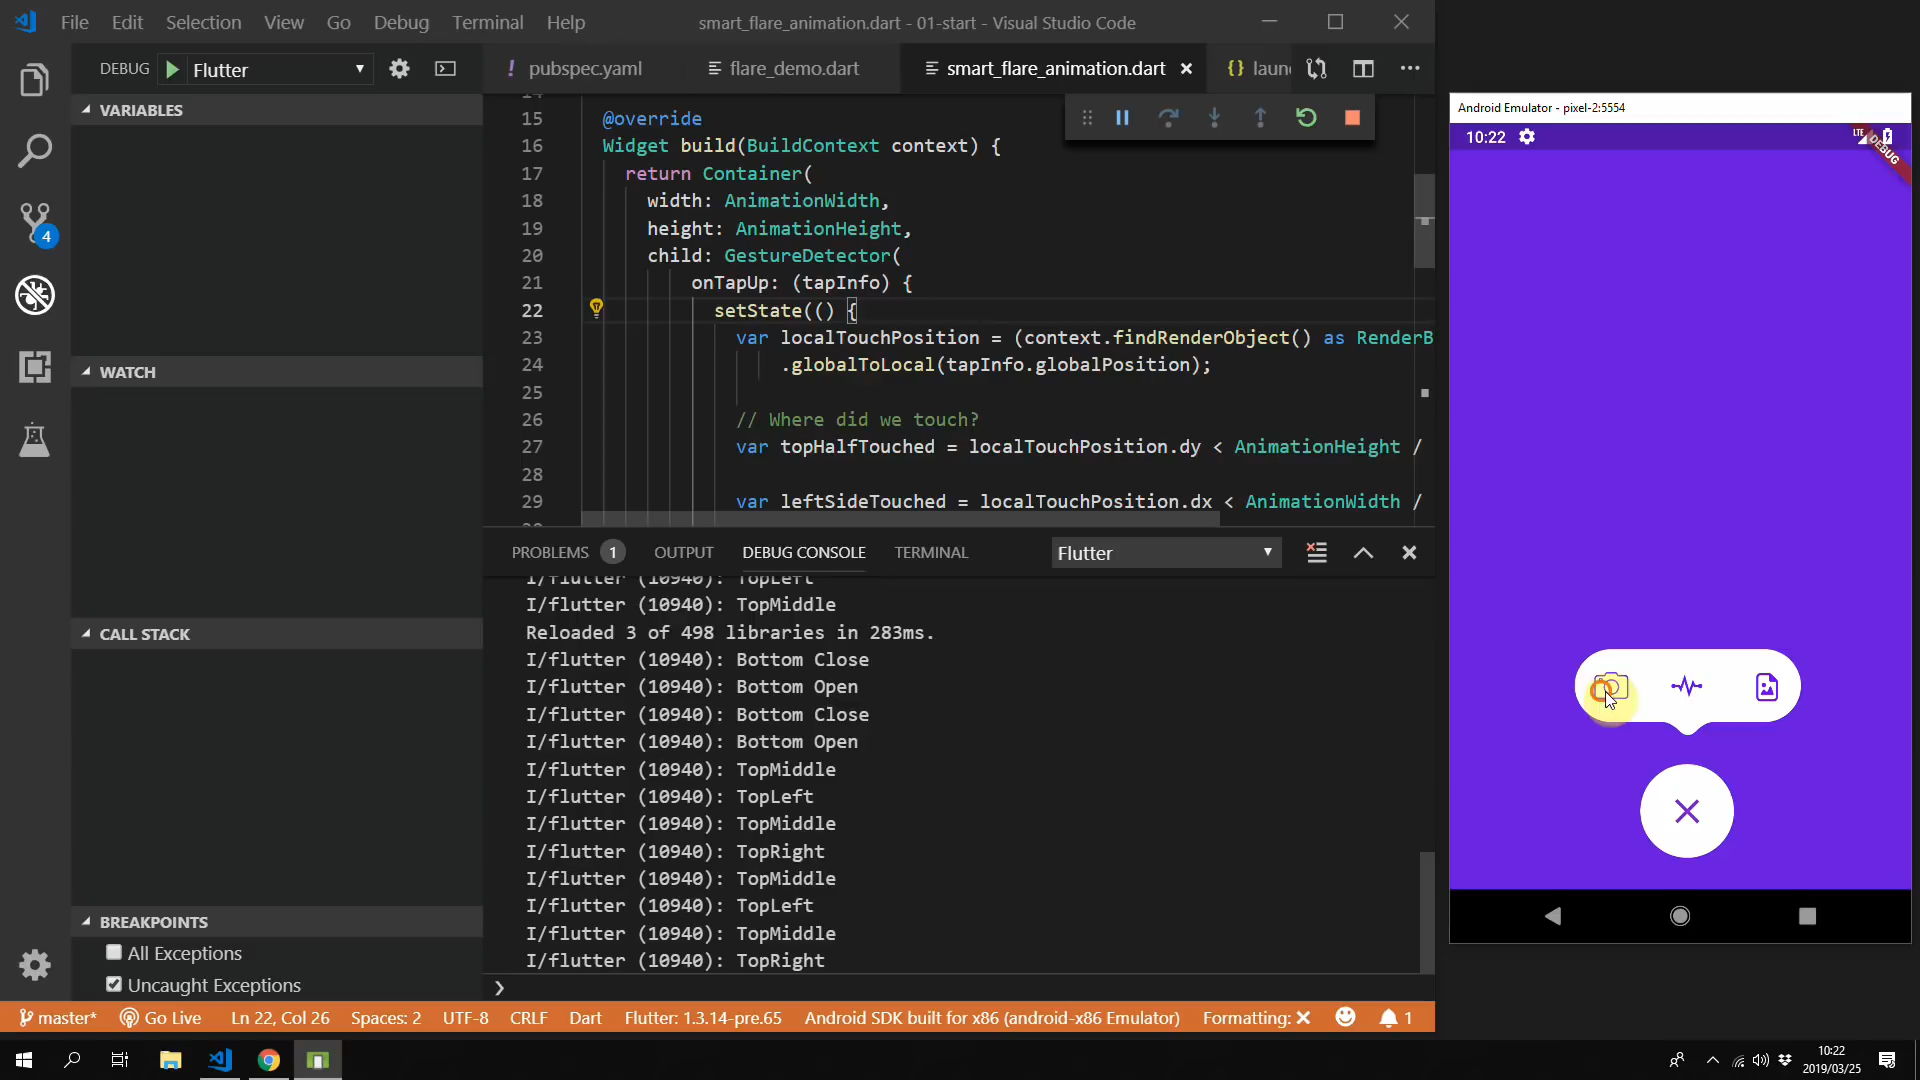 File Edit Selection View Go Debug Terminal Help
smart_flare_animation.dart - 01-start - Visual Studio Code
DEBUG Flutter
! pubspec.yaml flare_demo.dart smart_flare_animation.dart {} laun
VARIABLES
WATCH
CALL STACK
BREAKPOINTS
All Exceptions
Uncaught Exceptions
4
15 @override
16 Widget build(BuildContext context) {
17 return Container(
18 width: AnimationWidth,
19 height: AnimationHeight,
20 child: GestureDetector(
21 onTapUp: (tapInfo) {
22 setState(() {
23 var localTouchPosition = (context.findRenderObject() as RenderB
24 .globalToLocal(tapInfo.globalPosition);
25
26 // Where did we touch?
27 var topHalfTouched = localTouchPosition.dy < AnimationHeight /
28
29 var leftSideTouched = localTouchPosition.dx < AnimationWidth /
PROBLEMS 1 OUTPUT DEBUG CONSOLE TERMINAL Flutter
I/flutter (10940): TopLeft
I/flutter (10940): TopMiddle
Reloaded 3 of 498 libraries in 283ms.
I/flutter (10940): Bottom Close
I/flutter (10940): Bottom Open
I/flutter (10940): Bottom Close
I/flutter (10940): Bottom Open
I/flutter (10940): TopMiddle
I/flutter (10940): TopLeft
I/flutter (10940): TopMiddle
I/flutter (10940): TopRight
I/flutter (10940): TopMiddle
I/flutter (10940): TopLeft
I/flutter (10940): TopMiddle
I/flutter (10940): TopRight
master* Go Live Ln 22, Col 26 Spaces: 2 UTF-8 CRLF Dart Flutter: 1.3.14-pre.65 Android SDK built for x86 (android-x86 Emulator) Formatting: 1
Android Emulator - pixel-2:5554
10:22 LTE
DEBUG
10:22
2019/03/25